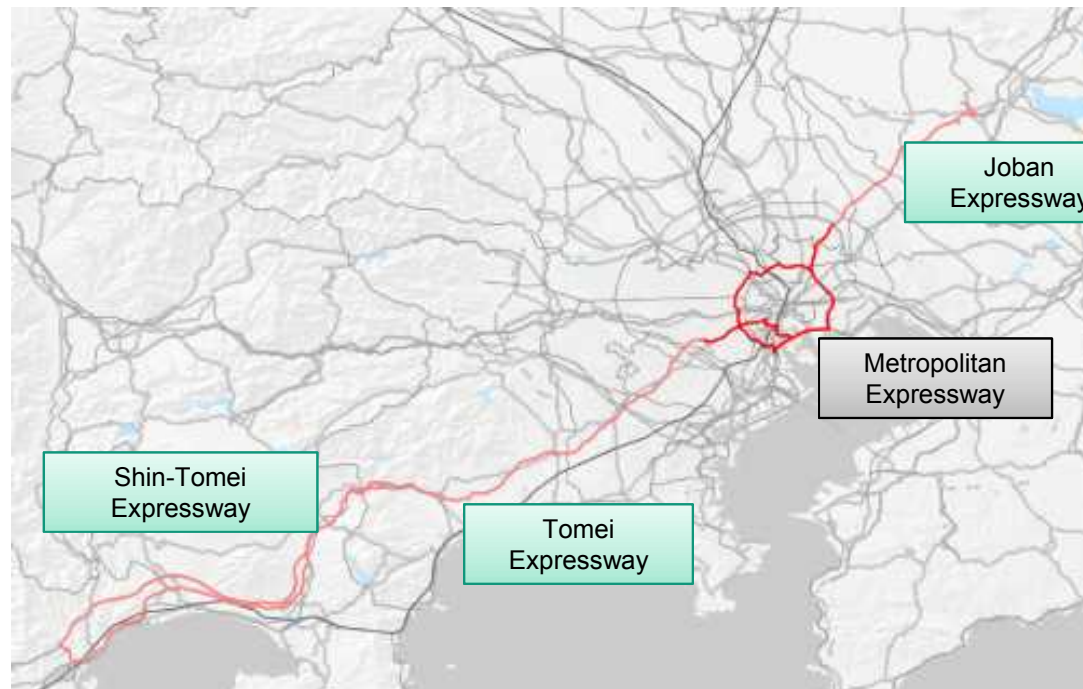 Joban
Expressway
Metropolitan
Expressway
Shin-Tomei
Expressway
Tomei
Expressway